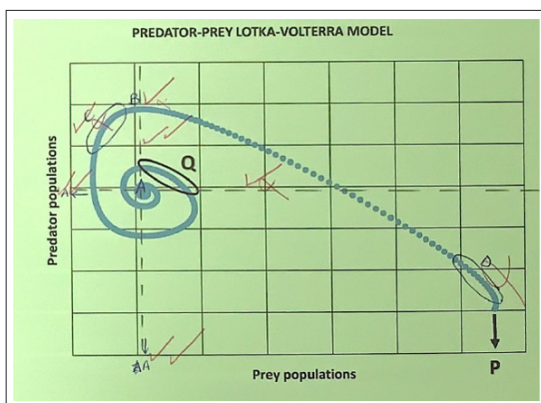 PREDATOR-PREY LOTKA-VOLTERRA MODEL
B
Q
A
Predator populations
D
A
Prey populations
P